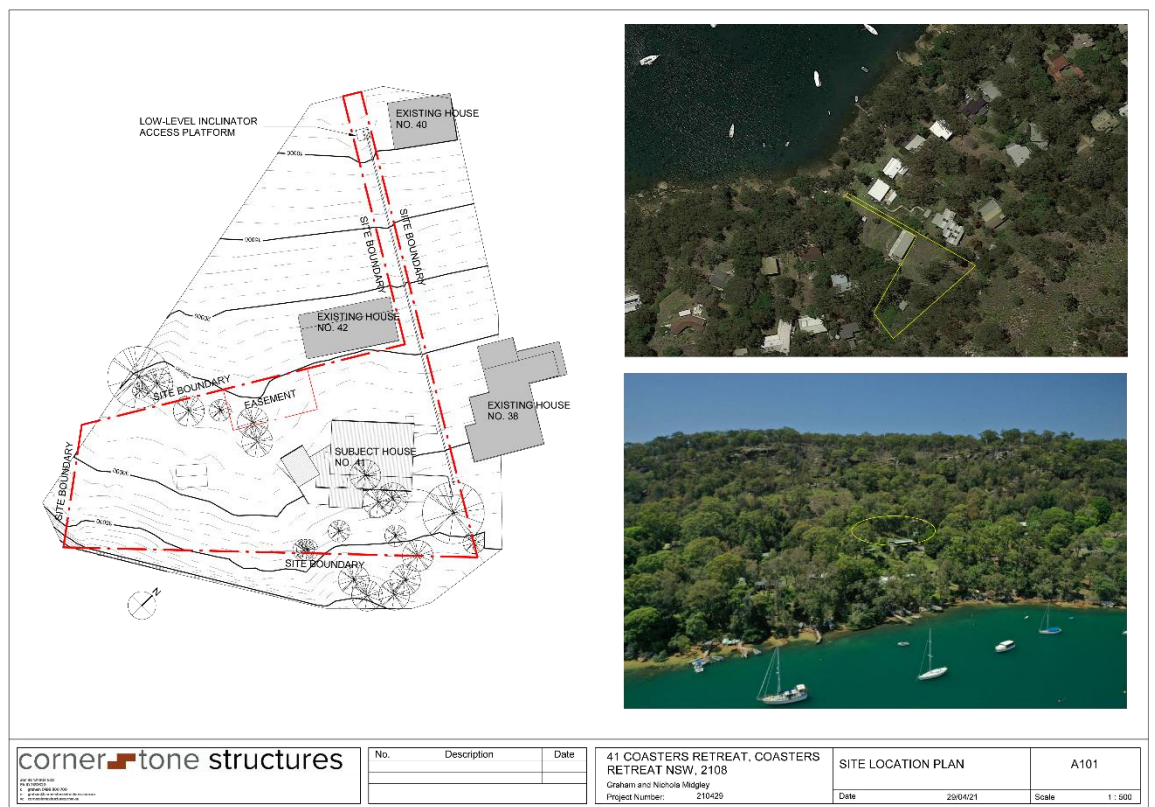 LOW-LEVEL INCLINATOR
ACCESS PLATFORM
EXISTING HOUSE
NO. 40
10000
SITE BOUNDARY
SITE BOUNDARY
15000
20000
EXISTING HOUSE
NO. 42
SITE BOUNDARY
EASEMENT
EXISTING HOUSE
NO. 38
SUBJECT HOUSE
NO. 41
SITE BOUNDARY
SITE BOUNDARY
N
corner tone structures
No. Description Date
41 COASTERS RETREAT, COASTERS
RETREAT NSW, 2108
Graham and Nichola Midgley
Project Number: 210429
SITE LOCATION PLAN
Date 29/04/21
A101
Scale 1 : 500